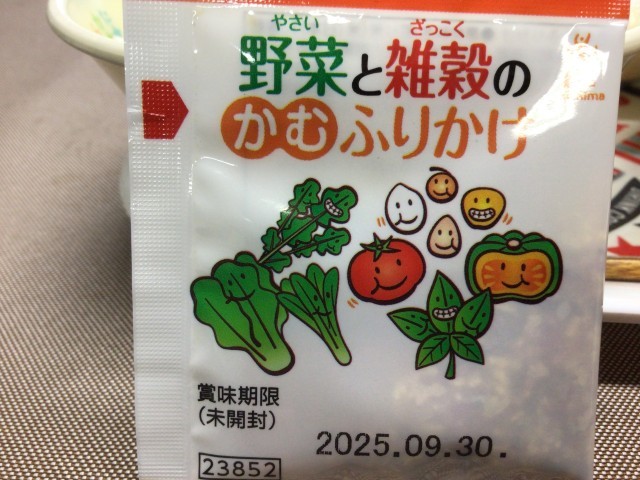 やさい ざっこく
野菜と雑穀の
かむふりかけ
賞味期限
(未開封)
2025.09.30.
23852